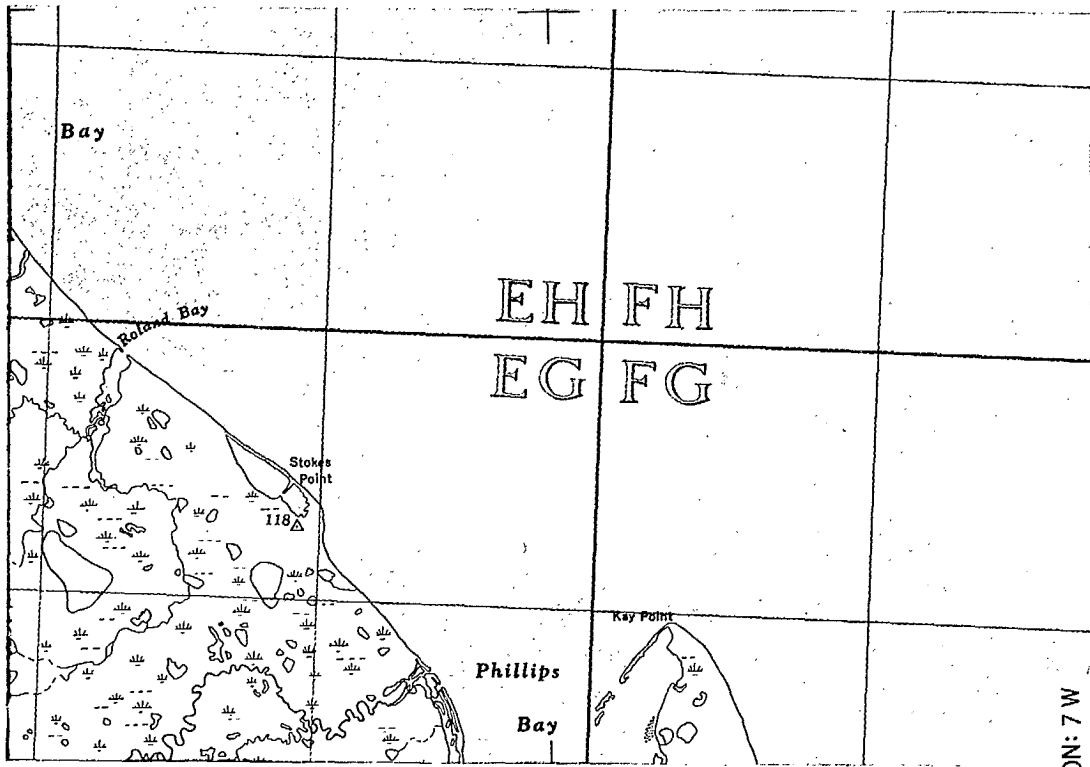 Bay
EH FH
Roland Bay
EG FG
Stokes
Point
118
Kay Point
Phillips
Bay
ON: 7 W